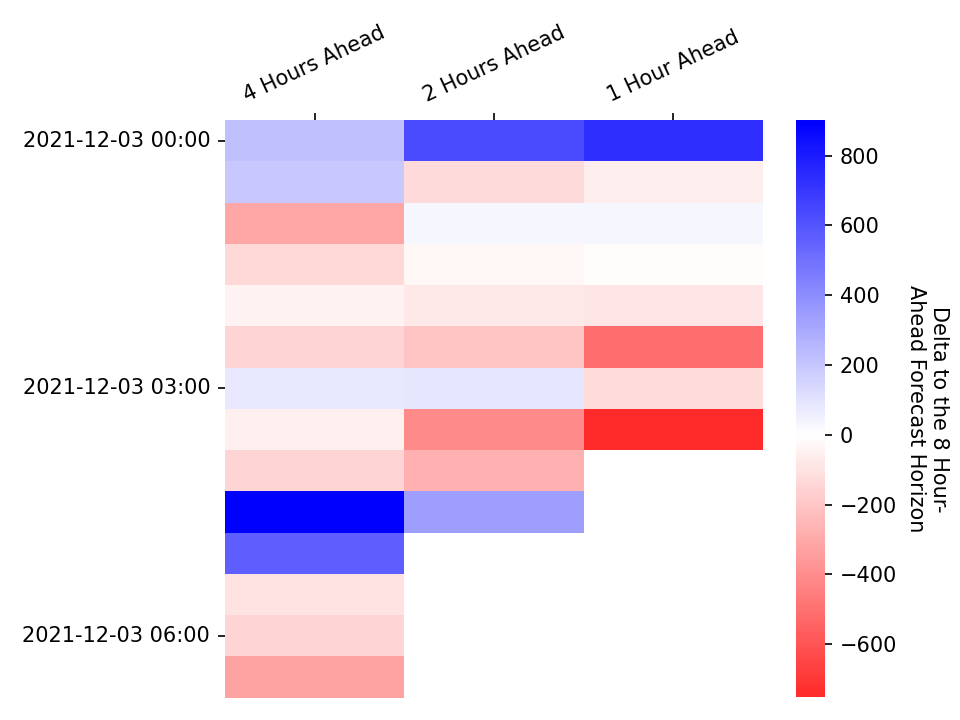 4 Hours Ahead
2 Hours Ahead
1 Hour Ahead
2021-12-03 00:00
2021-12-03 03:00
2021-12-03 06:00
800
600
400
200
0
−200
−400
−600
Delta to the 8 Hour-
Ahead Forecast Horizon